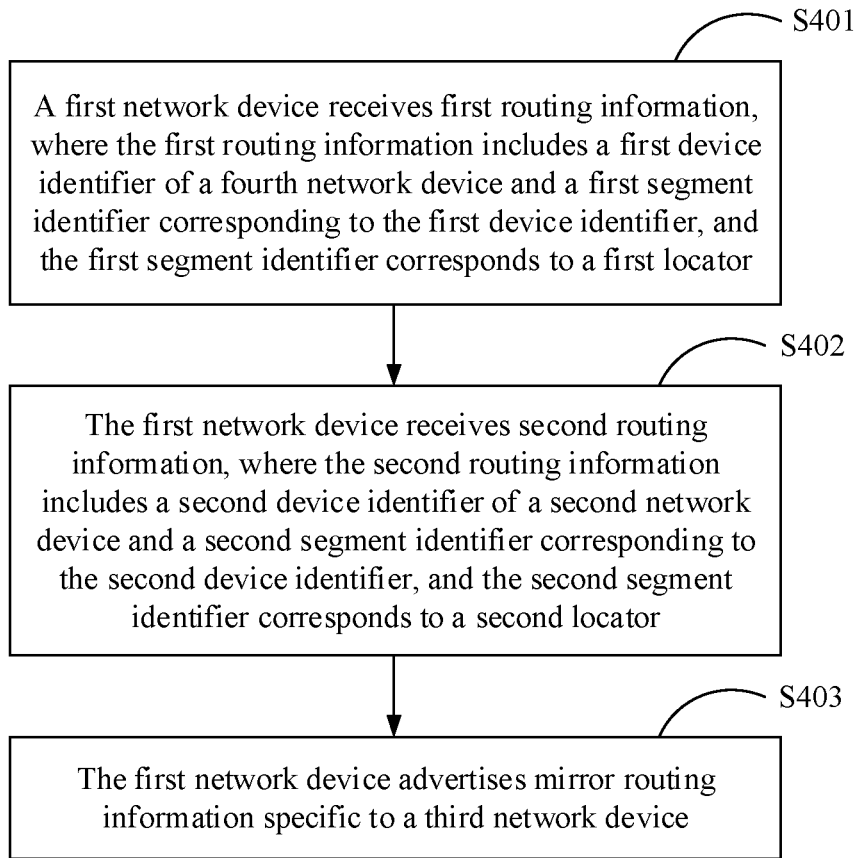 S401
A first network device receives first routing information,
where the first routing information includes a first device
identifier of a fourth network device and a first segment
identifier corresponding to the first device identifier, and
the first segment identifier corresponds to a first locator
S402
The first network device receives second routing
information, where the second routing information
includes a second device identifier of a second network
device and a second segment identifier corresponding to
the second device identifier, and the second segment
identifier corresponds to a second locator
S403
The first network device advertises mirror routing
information specific to a third network device